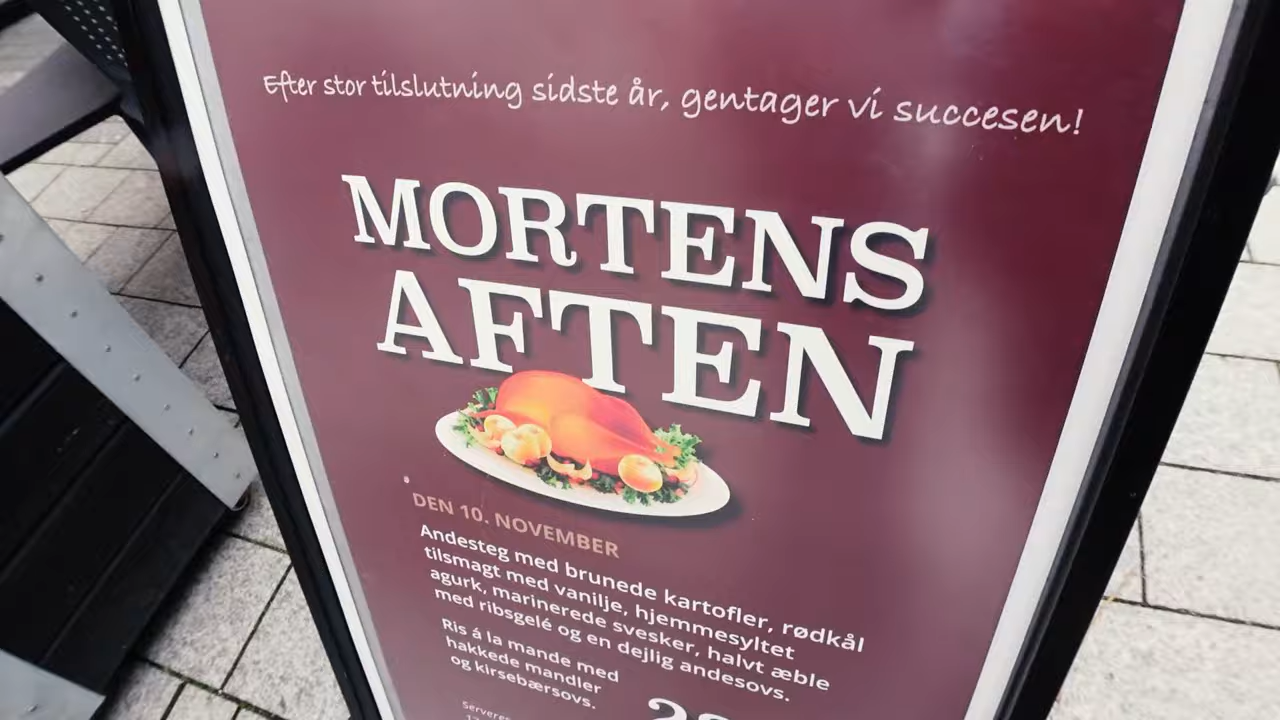 Efter stor tilslutning sidste år, gentager vi succesen!
MORTENS
AFTEN
DEN 10. NOVEMBER
Andesteg med brunede kartofler, rødkål
tilsmagt med vanilje, hjemmesyltet
agurk, marinerede svesker, halvt æble
med ribsgelé og en dejlig andesovs.
Ris á la mande med
hakkede mandler
og kirsebærsovs.